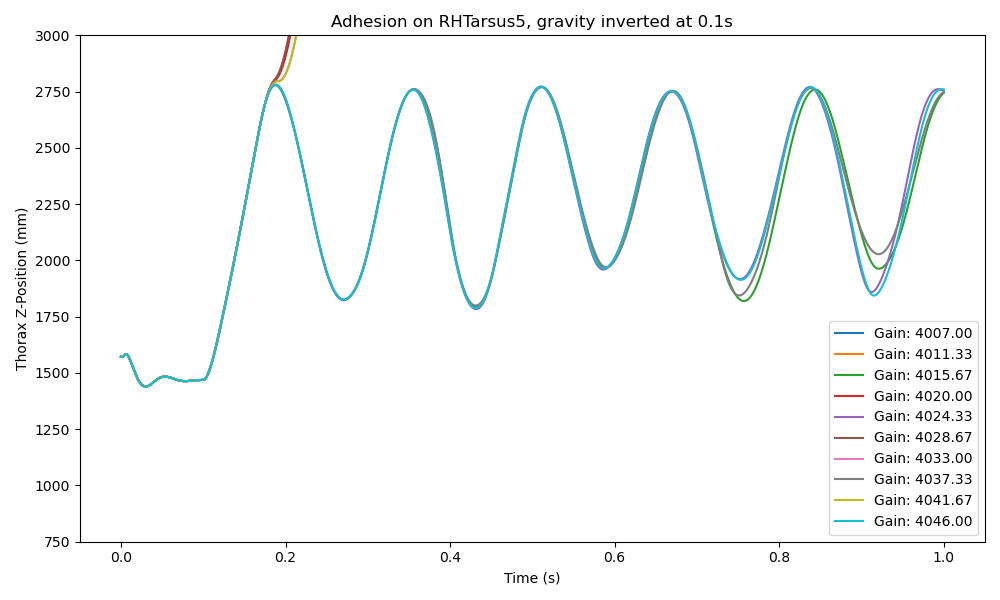 Adhesion on RHTarsus5, gravity inverted at 0.1s
3000
2750
2500
2250
2000
1750
1500
1250
1000
750
Thorax Z-Position (mm)
0.0
0.2
0.4
0.6
0.8
1.0
Time (s)
Gain: 4007.00
Gain: 4011.33
Gain: 4015.67
Gain: 4020.00
Gain: 4024.33
Gain: 4028.67
Gain: 4033.00
Gain: 4037.33
Gain: 4041.67
Gain: 4046.00